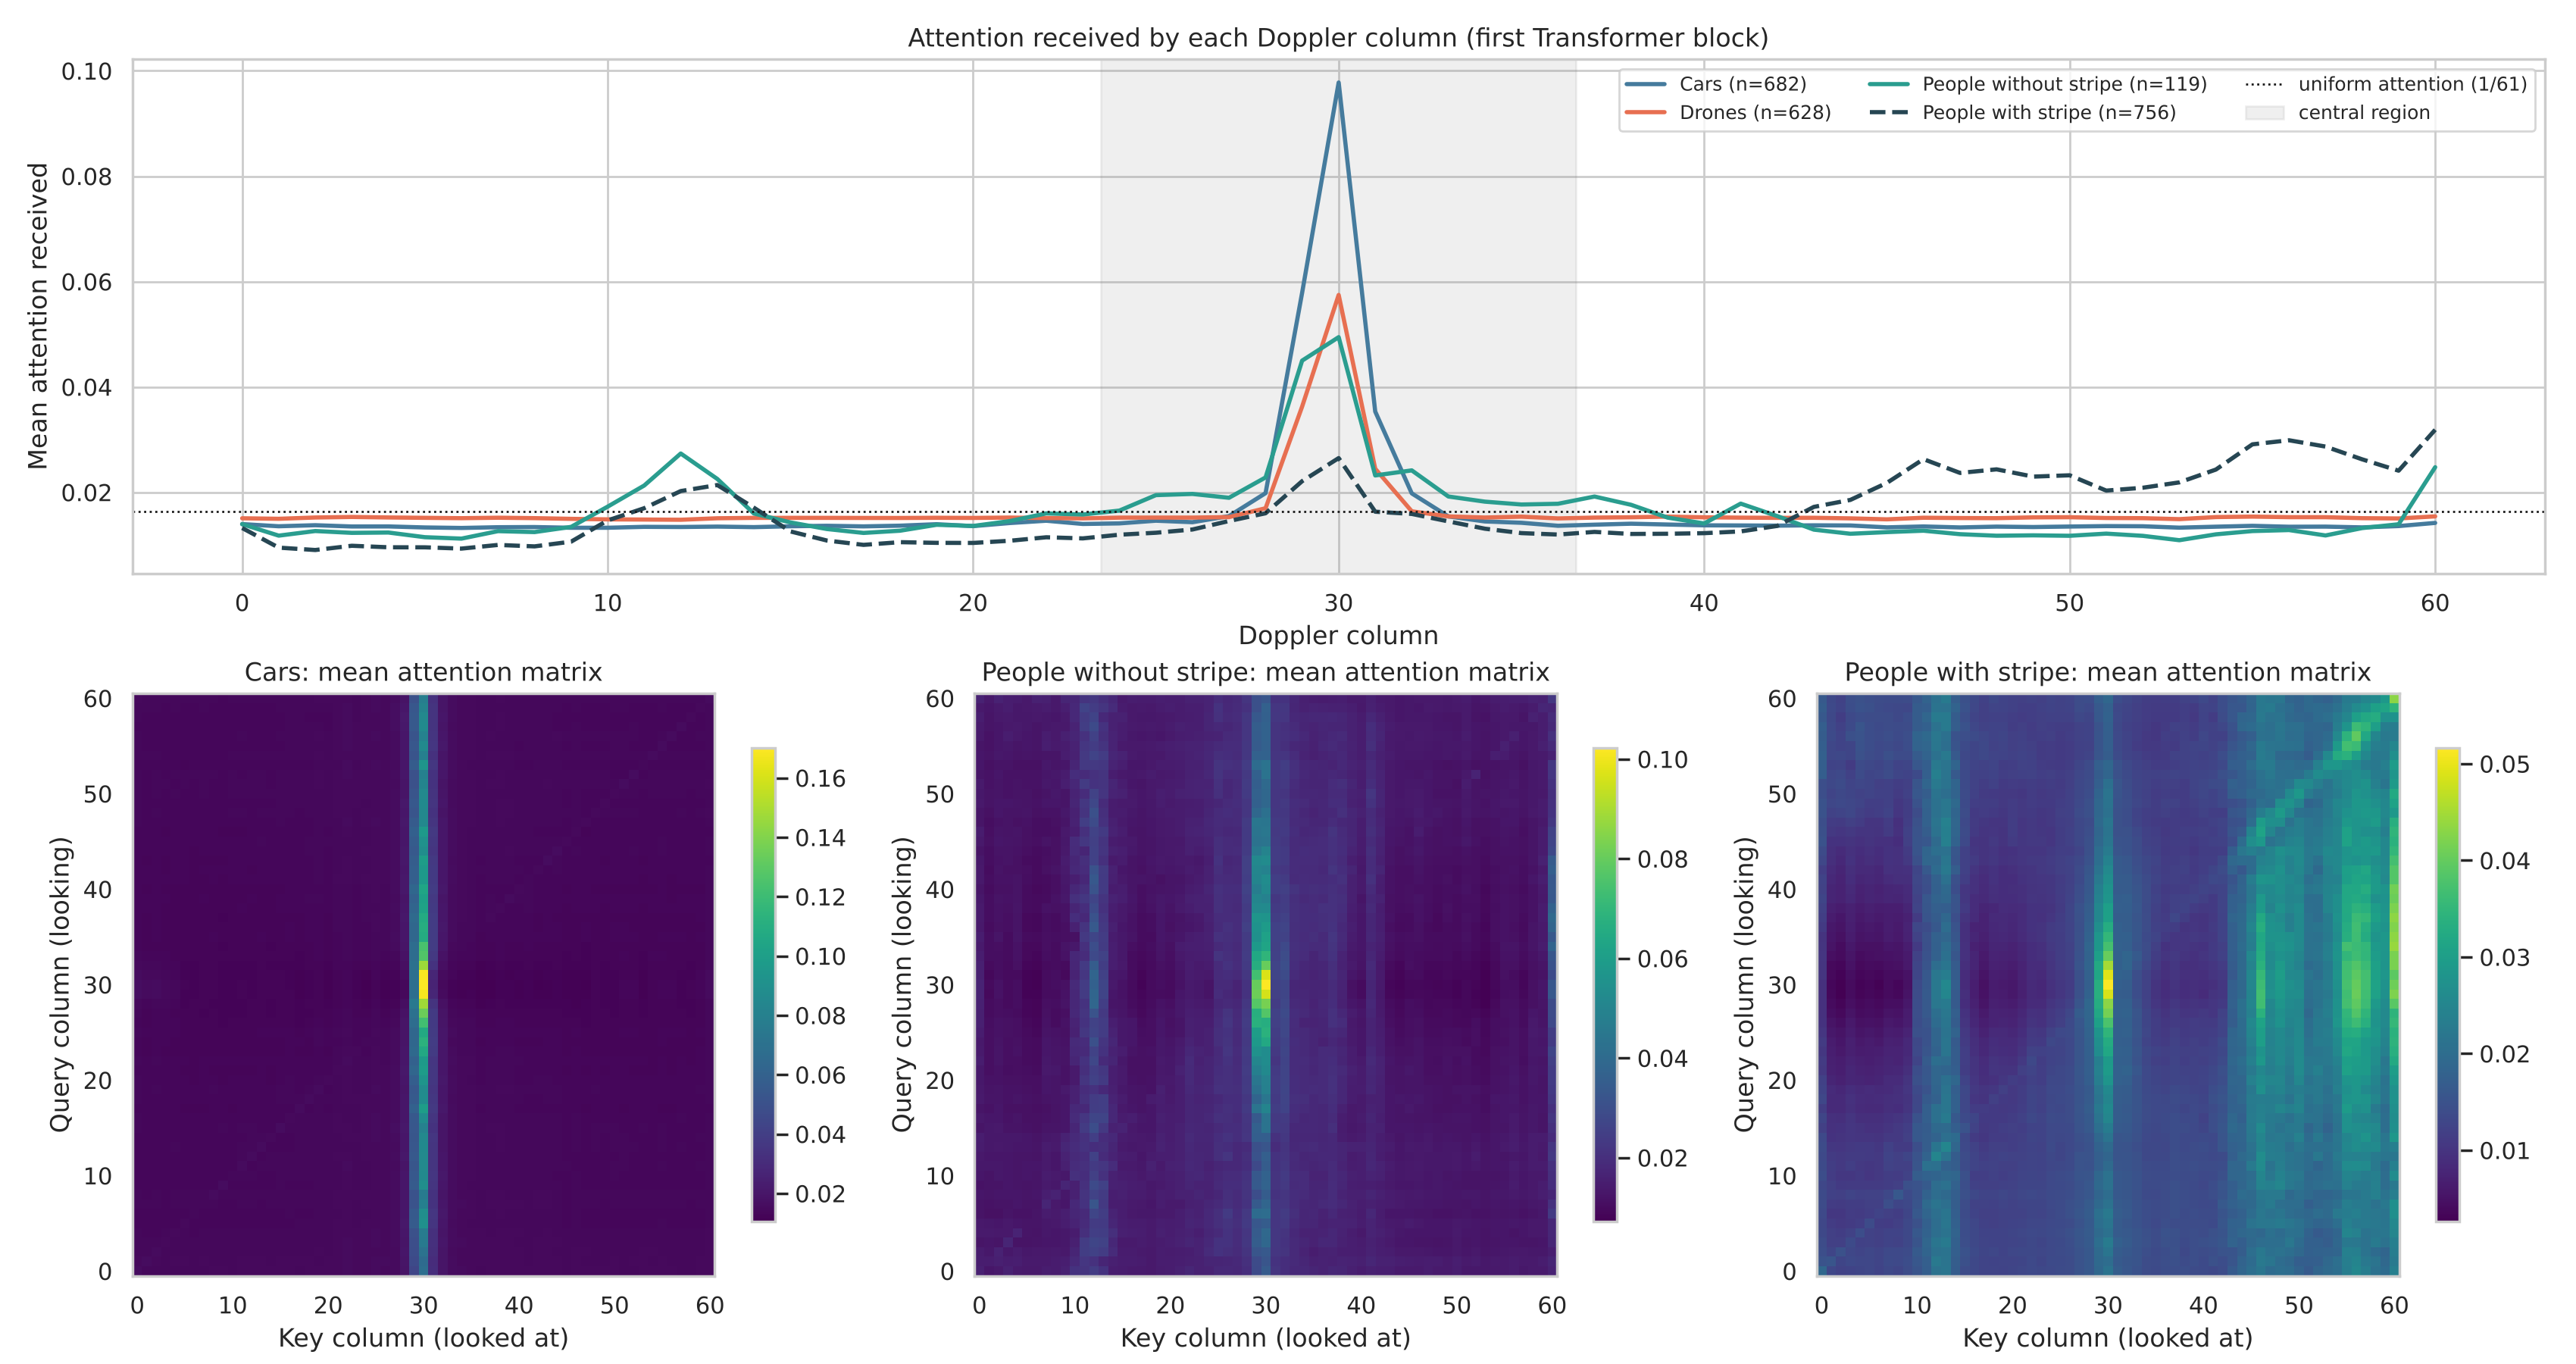 Attention received by each Doppler column (first Transformer block)
Mean attention received
0.10
0.08
0.06
0.04
0.02
Cars (n=682)
Drones (n=628)
People without stripe (n=119)
People with stripe (n=756)
uniform attention (1/61)
central region
0 10 20 30 40 50 60
Doppler column
Cars: mean attention matrix
Query column (looking)
60
50
40
30
20
10
0
0 10 20 30 40 50 60
Key column (looked at)
0.16
0.14
0.12
0.10
0.08
0.06
0.04
0.02
People without stripe: mean attention matrix
Query column (looking)
60
50
40
30
20
10
0
0 10 20 30 40 50 60
Key column (looked at)
0.10
0.08
0.06
0.04
0.02
People with stripe: mean attention matrix
Query column (looking)
60
50
40
30
20
10
0
0 10 20 30 40 50 60
Key column (looked at)
0.05
0.04
0.03
0.02
0.01